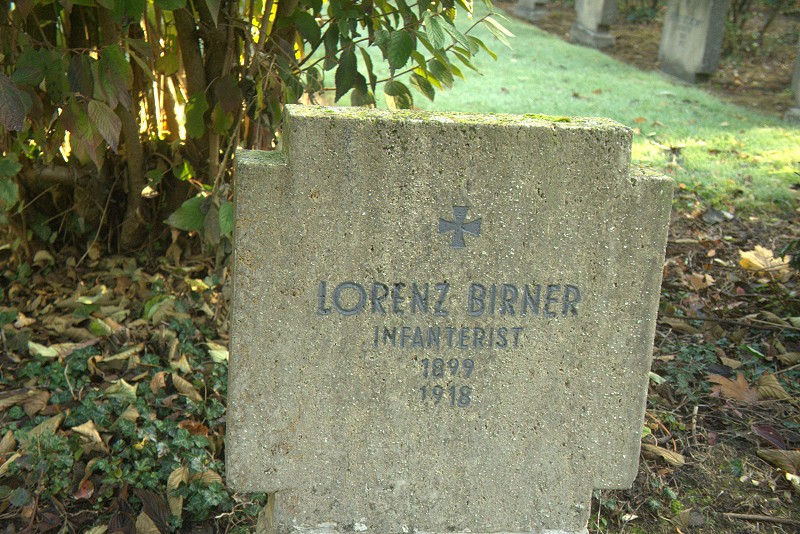 LORENZ BIRNER
INFANTERIST
1899
1918